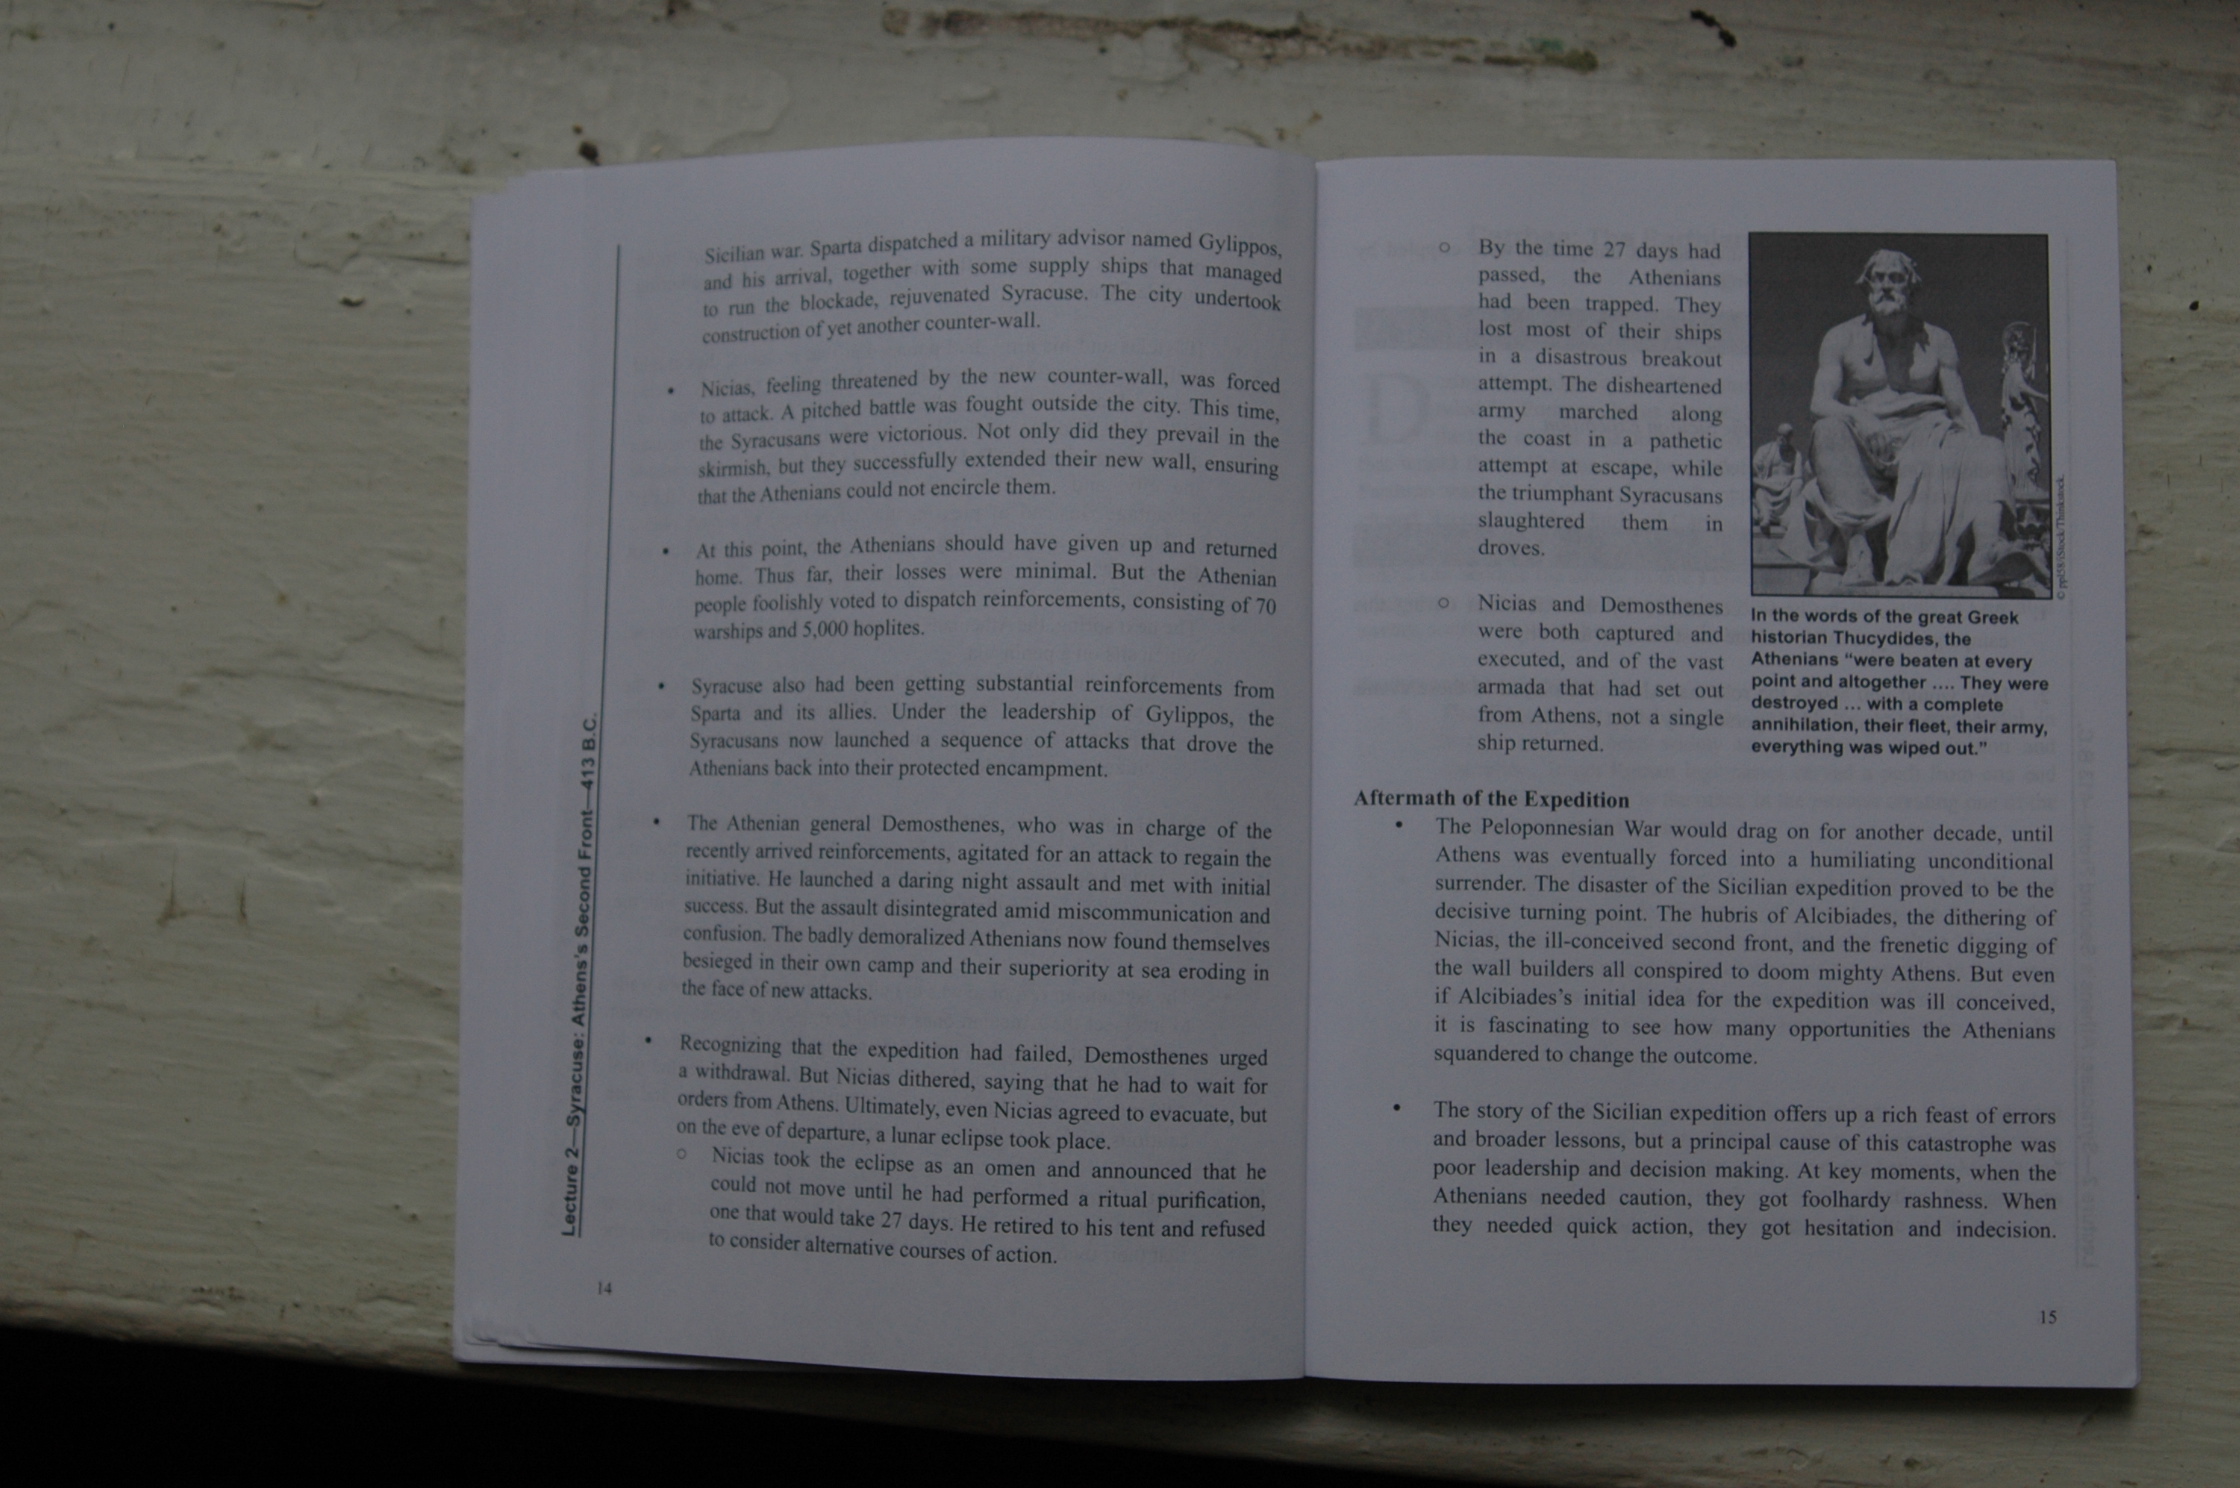 Sicilian war. Sparta dispatched a military advisor named Gylippos,
and his arrival, together with some supply ships that managed
to run the blockade, rejuvenated Syracuse. The city undertook
construction of yet another counter-wall.
• Nicias, feeling threatened by the new counter-wall, was forced
to attack. A pitched battle was fought outside the city. This time,
the Syracusans were victorious. Not only did they prevail in the
skirmish, but they successfully extended their new wall, ensuring
that the Athenians could not encircle them.
• At this point, the Athenians should have given up and returned
home. Thus far, their losses were minimal. But the Athenian
people foolishly voted to dispatch reinforcements, consisting of 70
warships and 5,000 hoplites.
• Syracuse also had been getting substantial reinforcements from
Sparta and its allies. Under the leadership of Gylippos, the
Syracusans now launched a sequence of attacks that drove the
Athenians back into their protected encampment.
• The Athenian general Demosthenes, who was in charge of the
recently arrived reinforcements, agitated for an attack to regain the
initiative. He launched a daring night assault and met with initial
success. But the assault disintegrated amid miscommunication and
confusion. The badly demoralized Athenians now found themselves
besieged in their own camp and their superiority at sea eroding in
the face of new attacks.
• Recognizing that the expedition had failed, Demosthenes urged
a withdrawal. But Nicias dithered, saying that he had to wait for
orders from Athens. Ultimately, even Nicias agreed to evacuate, but
on the eve of departure, a lunar eclipse took place.
○ Nicias took the eclipse as an omen and announced that he
could not move until he had performed a ritual purification,
one that would take 27 days. He retired to his tent and refused
to consider alternative courses of action.
Lecture 2—Syracuse: Athens's Second Front—413 B.C.
14
○ By the time 27 days had
passed, the Athenians
had been trapped. They
lost most of their ships
in a disastrous breakout
attempt. The disheartened
army marched along
the coast in a pathetic
attempt at escape, while
the triumphant Syracusans
slaughtered them in
droves.
○ Nicias and Demosthenes
were both captured and
executed, and of the vast
armada that had set out
from Athens, not a single
ship returned.
© ppl58/iStock/Thinkstock.
In the words of the great Greek
historian Thucydides, the
Athenians “were beaten at every
point and altogether .... They were
destroyed ... with a complete
annihilation, their fleet, their army,
everything was wiped out.”
Aftermath of the Expedition
• The Peloponnesian War would drag on for another decade, until
Athens was eventually forced into a humiliating unconditional
surrender. The disaster of the Sicilian expedition proved to be the
decisive turning point. The hubris of Alcibiades, the dithering of
Nicias, the ill-conceived second front, and the frenetic digging of
the wall builders all conspired to doom mighty Athens. But even
if Alcibiades’s initial idea for the expedition was ill conceived,
it is fascinating to see how many opportunities the Athenians
squandered to change the outcome.
• The story of the Sicilian expedition offers up a rich feast of errors
and broader lessons, but a principal cause of this catastrophe was
poor leadership and decision making. At key moments, when the
Athenians needed caution, they got foolhardy rashness. When
they needed quick action, they got hesitation and indecision.
15